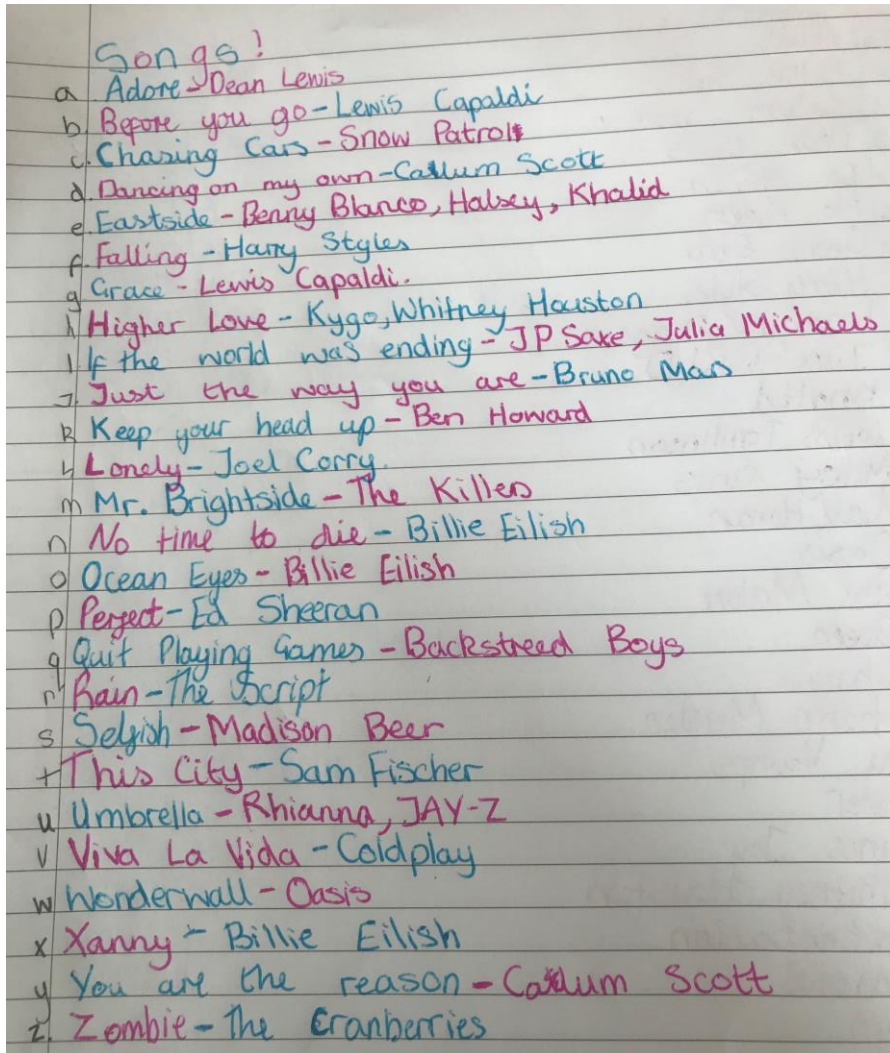 Songs!
a Adore - Dean Lewis
b. Before you go - Lewis Capaldi
c. Chasing Cars - Snow Patrol
d. Dancing on my own - Callum Scott
e. Eastside - Benny Blanco, Halsey, Khalid
f. Falling - Harry Styles
g Grace - Lewis Capaldi.
h Higher Love - Kygo, Whitney Houston
I If the world was ending - JP Saxe, Julia Michaels
J. Just the way you are - Bruno Mars
k Keep your head up - Ben Howard
L Lonely - Joel Corry.
m Mr. Brightside - The Killers
n No time to die - Billie Eilish
o Ocean Eyes - Billie Eilish
p Perfect - Ed Sheeran
q Quit Playing Games - Backstreed Boys
r Rain - The Script
s Selfish - Madison Beer
t This City - Sam Fischer
u Umbrella - Rhianna, JAY-Z
v Viva La Vida - Coldplay
w Wonderwall - Oasis
x Xanny - Billie Eilish
y You are the reason - Callum Scott
z. Zombie - The Cranberries